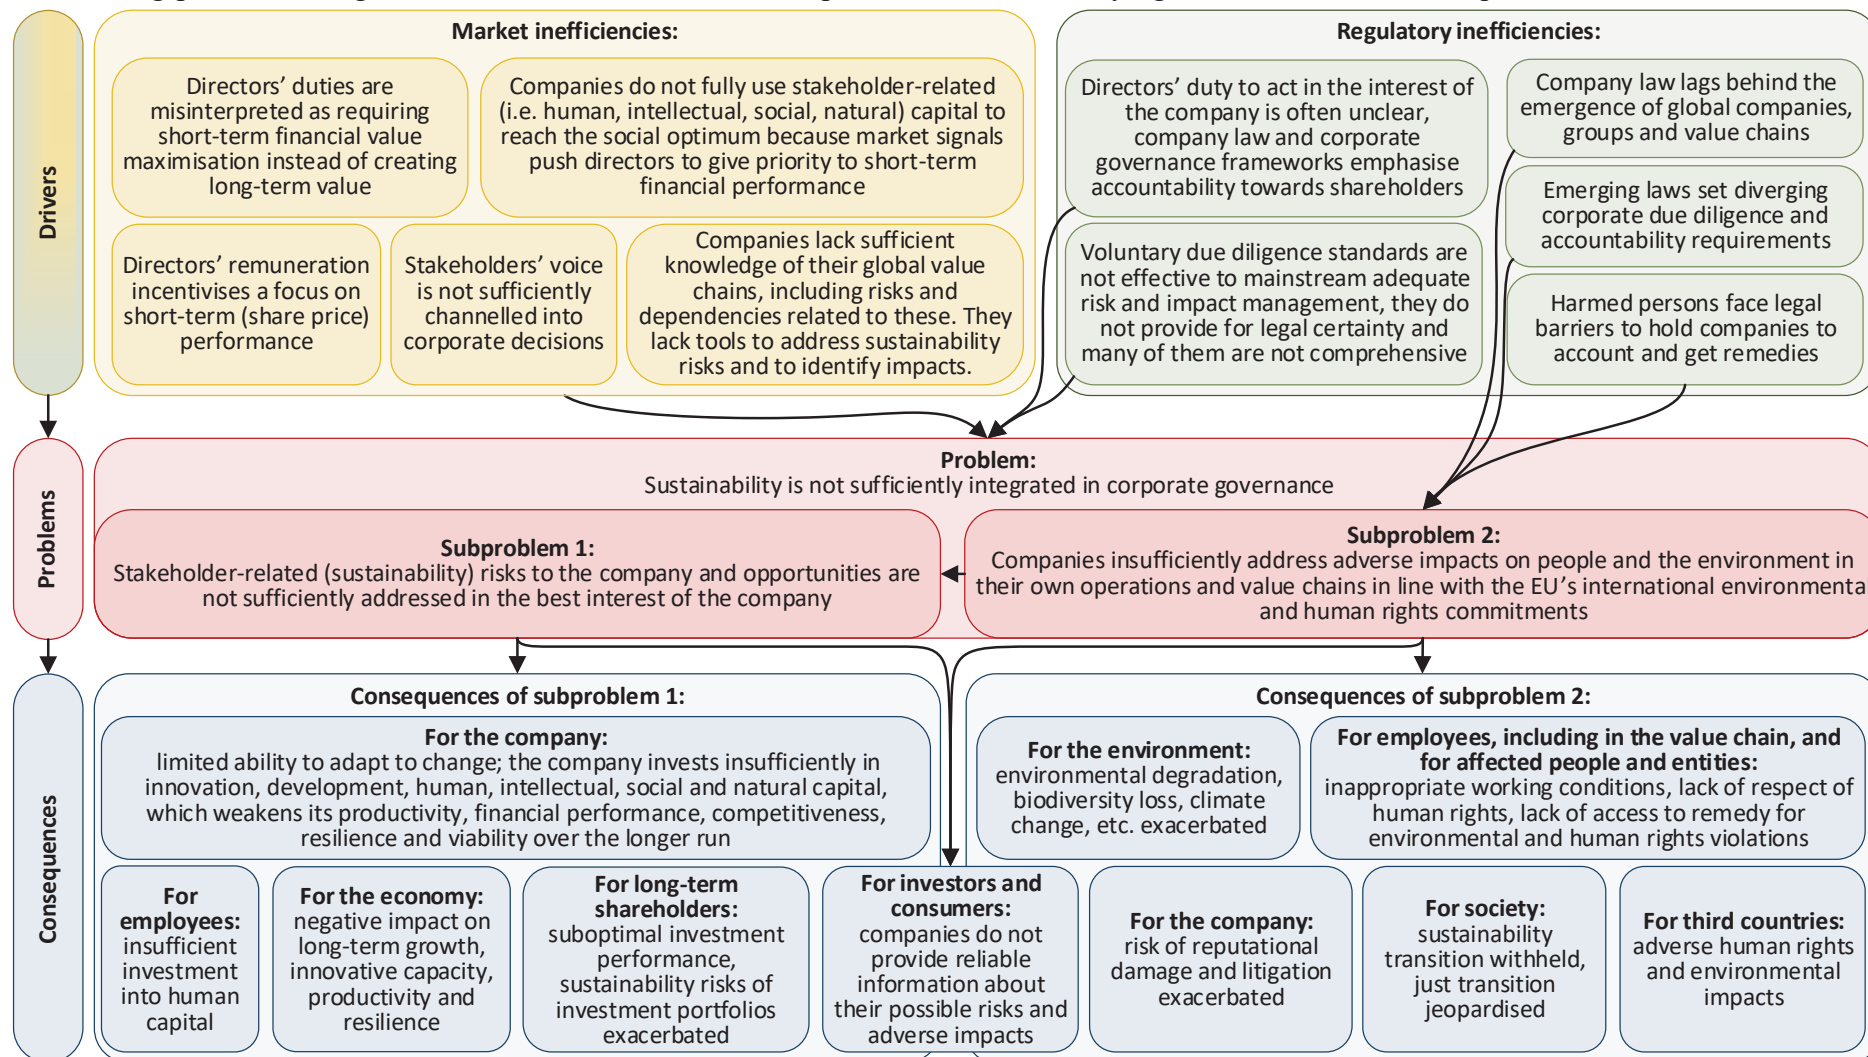 Drivers
Market inefficiencies:
Directors’ duties are
misinterpreted as requiring
short-term financial value
maximisation instead of creating
long-term value
Companies do not fully use stakeholder-related
(i.e. human, intellectual, social, natural) capital to
reach the social optimum because market signals
push directors to give priority to short-term
financial performance
Directors’ remuneration
incentivises a focus on
short-term (share price)
performance
Stakeholders’ voice
is not sufficiently
channelled into
corporate decisions
Companies lack sufficient
knowledge of their global value
chains, including risks and
dependencies related to these. They
lack tools to address sustainability
risks and to identify impacts.
Regulatory inefficiencies:
Directors’ duty to act in the interest of
the company is often unclear,
company law and corporate
governance frameworks emphasise
accountability towards shareholders
Voluntary due diligence standards are
not effective to mainstream adequate
risk and impact management, they do
not provide for legal certainty and
many of them are not comprehensive
Company law lags behind the
emergence of global companies,
groups and value chains
Emerging laws set diverging
corporate due diligence and
accountability requirements
Harmed persons face legal
barriers to hold companies to
account and get remedies
Problems
Problem:
Sustainability is not sufficiently integrated in corporate governance
Subproblem 1:
Stakeholder-related (sustainability) risks to the company and opportunities are
not sufficiently addressed in the best interest of the company
Subproblem 2:
Companies insufficiently address adverse impacts on people and the environment in
their own operations and value chains in line with the EU’s international environmenta
and human rights commitments
Consequences
Consequences of subproblem 1:
For the company:
limited ability to adapt to change; the company invests insufficiently in
innovation, development, human, intellectual, social and natural capital,
which weakens its productivity, financial performance, competitiveness,
resilience and viability over the longer run
For
employees:
insufficient
investment
into human
capital
For the economy:
negative impact on
long-term growth,
innovative capacity,
productivity and
resilience
For long-term
shareholders:
suboptimal investment
performance,
sustainability risks of
investment portfolios
exacerbated
For investors and
consumers:
companies do not
provide reliable
information about
their possible risks and
adverse impacts
Consequences of subproblem 2:
For the environment:
environmental degradation,
biodiversity loss, climate
change, etc. exacerbated
For employees, including in the value chain, and
for affected people and entities:
inappropriate working conditions, lack of respect of
human rights, lack of access to remedy for
environmental and human rights violations
For the company:
risk of reputational
damage and litigation
exacerbated
For society:
sustainability
transition withheld,
just transition
jeopardised
For third countries:
adverse human rights
and environmental
impacts